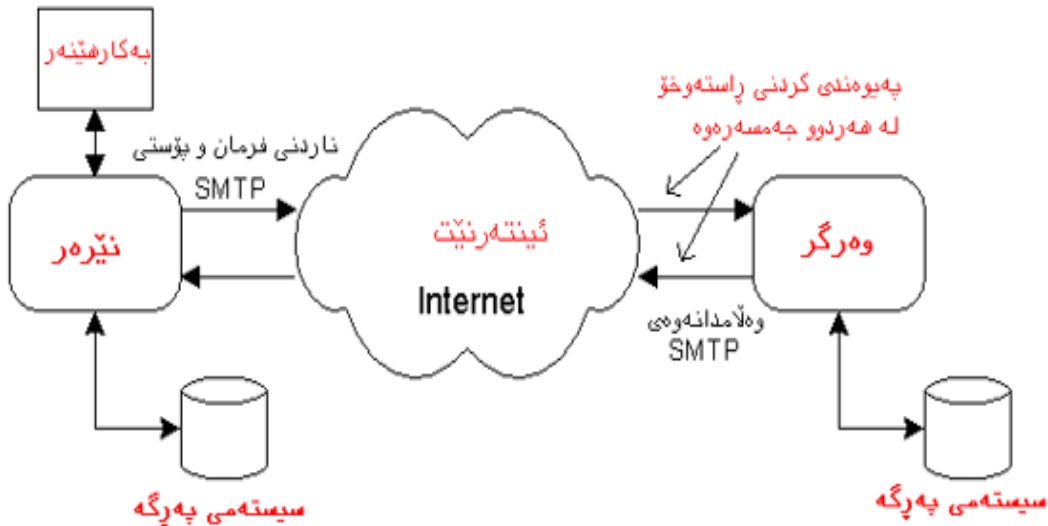 بەکارهێنەر
پەیوەندی کردنی ڕاستەوخۆ
لە هەردوو جەمسەرەوە
ناردنی فرمان و پۆستی
SMTP
نێرەر
ئینتەرنێت
Internet
وەرگر
وەڵامدانەوەی
SMTP
سیستەمی پەڕگە
سیستەمی پەڕگە